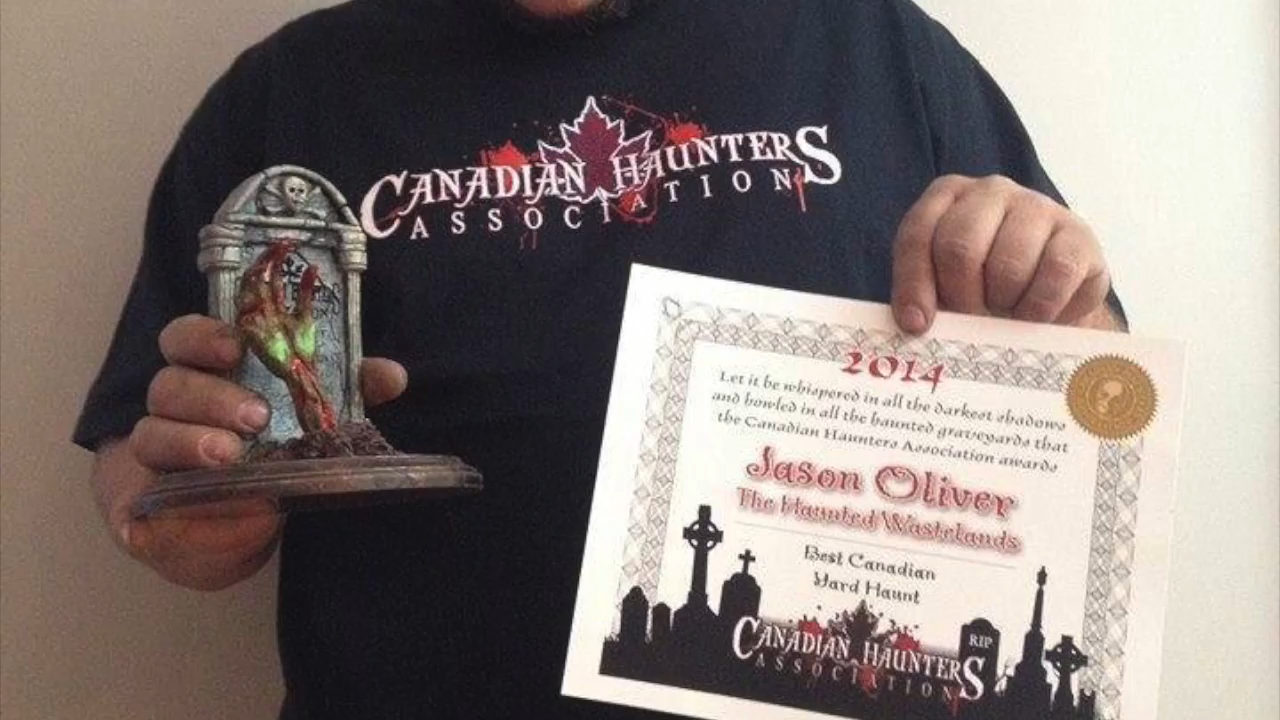 CANADIAN HAUNTERS
ASSOCIATION
2014
Let it be whispered in all the darkest shadows
and howled in all the haunted graveyards that
the Canadian Haunters Association awards
Jason Oliver
The Haunted Wastelands
Best Canadian
Yard Haunt
RIP
CANADIAN HAUNTERS
ASSOCIATION